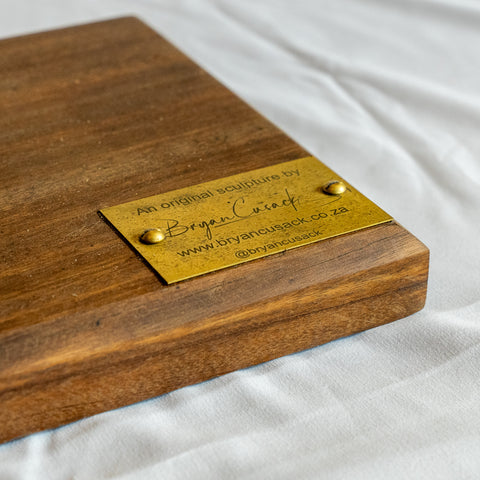 An original sculpture by
Bryan Cusack
www.bryancusack.co.za
@bryancusack